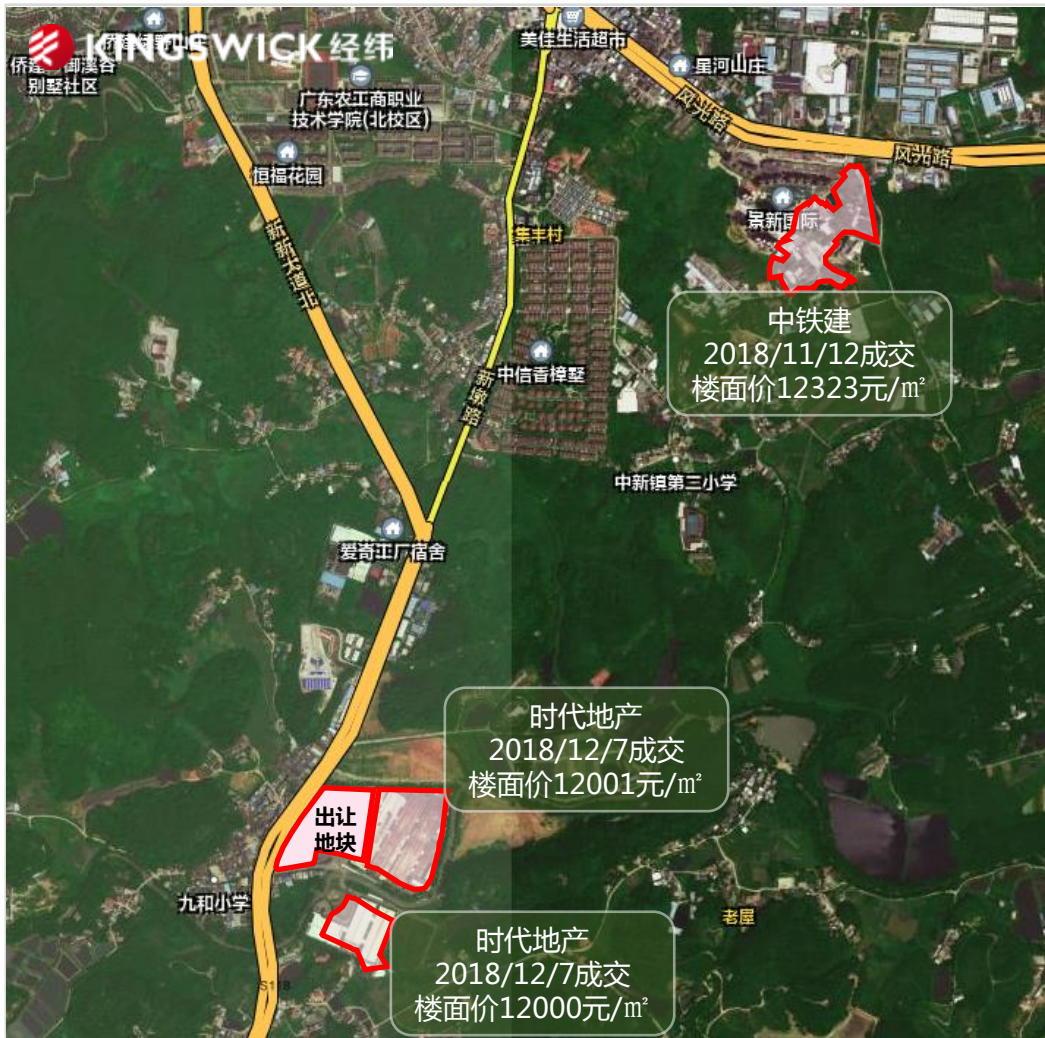 KINGSWICK 经纬
别墅社区
美佳生活超市
星河山庄
广东农工商职业
技术学院(北校区)
风光路
风光路
恒福花园
景新国际
集丰村
新新大道北
中铁建
2018/11/12成交
楼面价12323元/㎡
中信香樟墅
新墩路
中新镇第三小学
爱奇工厂宿舍
时代地产
2018/12/7成交
楼面价12001元/㎡
出让
地块
九和小学
老屋
时代地产
2018/12/7成交
楼面价12000元/㎡
S118